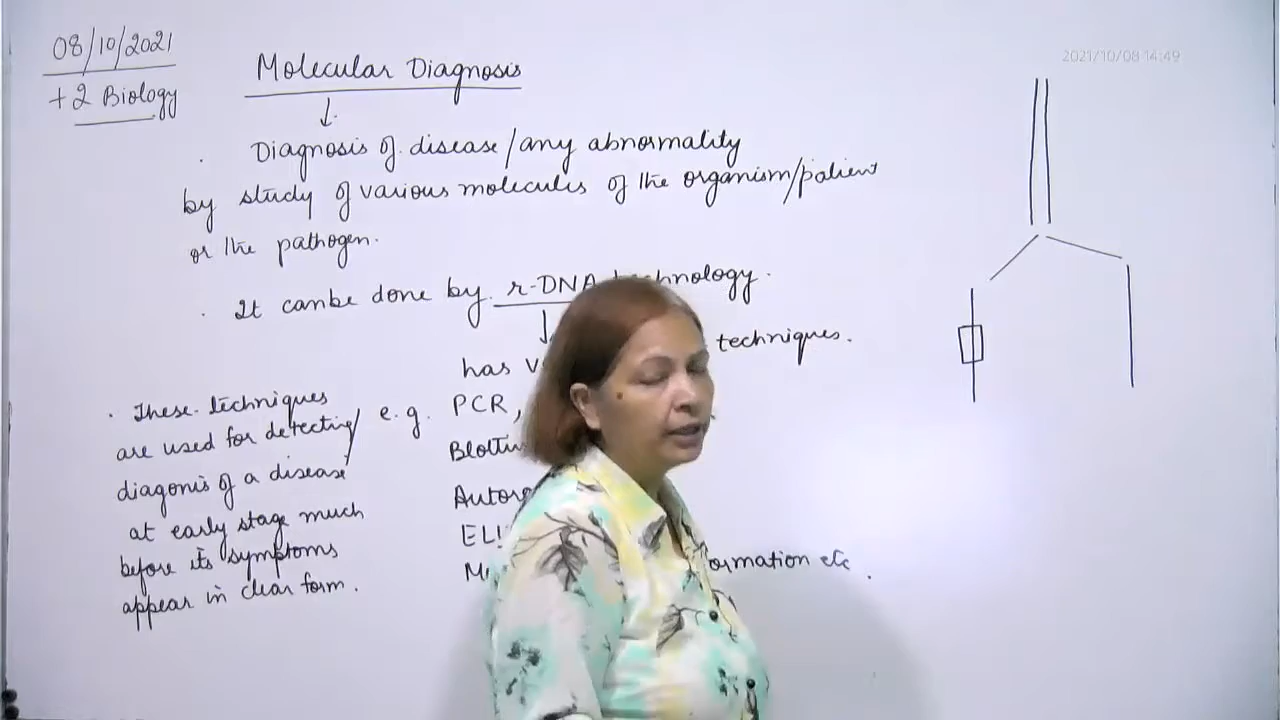 08/10/2021
+2 Biology
2021/10/08 14:49
Molecular Diagnosis
Diagnosis of disease/any abnormality
by study of various molecules of the organism/patient
or the pathogen.
It canbe done by r-DNA technology.
has techniques.
These techniques
are used for detecting/
diagonis of a disease
at early stage much
before its symptoms
appear in clear form.
e.g. PCR,
ormation etc.